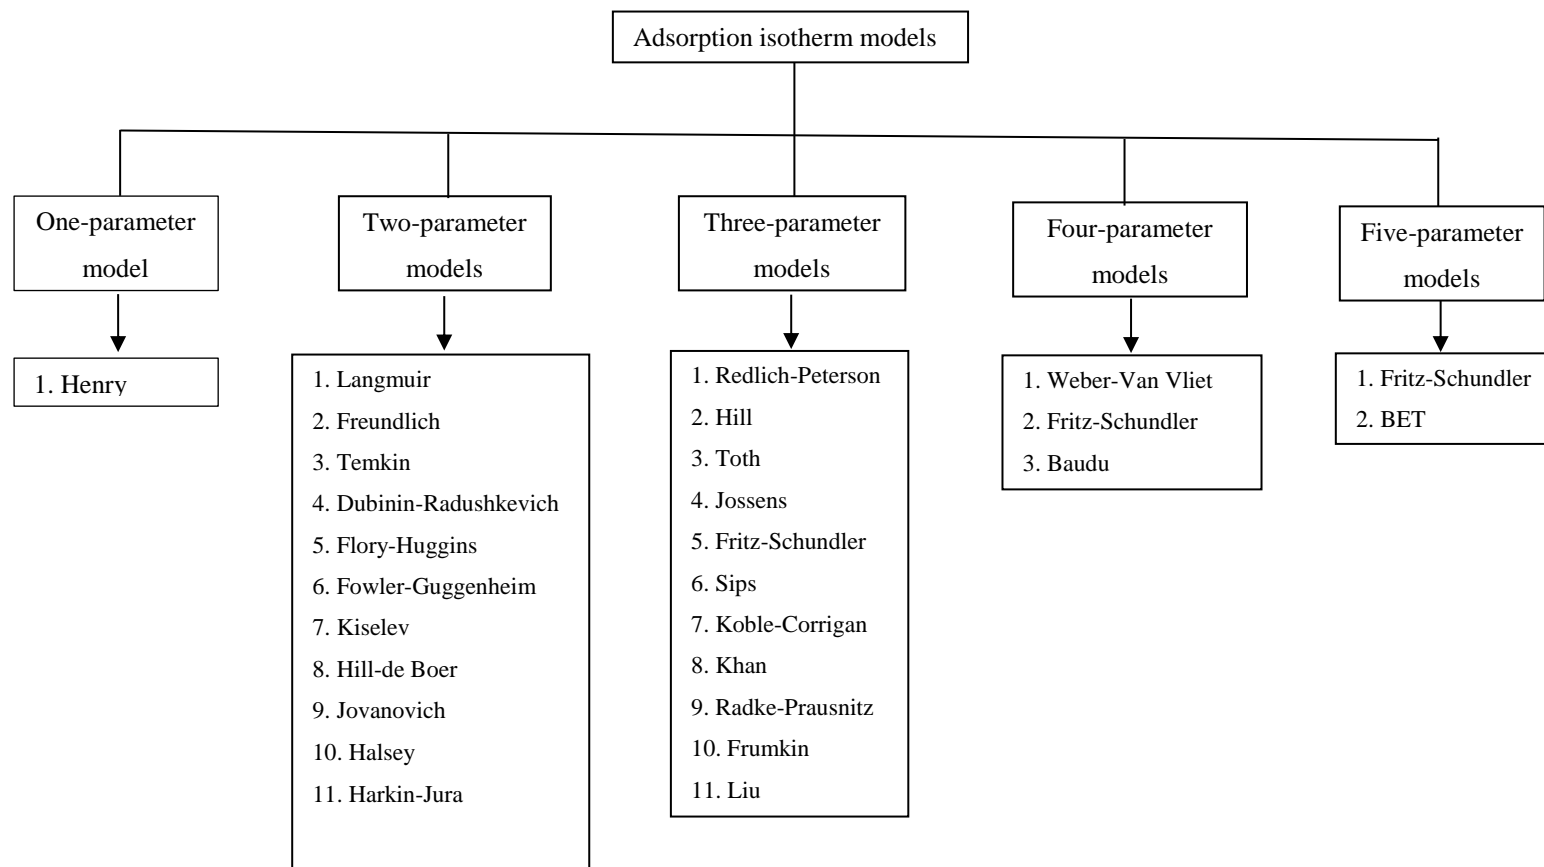 Adsorption isotherm models
One-parameter
model
Two-parameter
models
Three-parameter
models
Four-parameter
models
Five-parameter
models
1. Henry
1. Langmuir
2. Freundlich
3. Temkin
4. Dubinin-Radushkevich
5. Flory-Huggins
6. Fowler-Guggenheim
7. Kiselev
8. Hill-de Boer
9. Jovanovich
10. Halsey
11. Harkin-Jura
1. Redlich-Peterson
2. Hill
3. Toth
4. Jossens
5. Fritz-Schundler
6. Sips
7. Koble-Corrigan
8. Khan
9. Radke-Prausnitz
10. Frumkin
11. Liu
1. Weber-Van Vliet
2. Fritz-Schundler
3. Baudu
1. Fritz-Schundler
2. BET